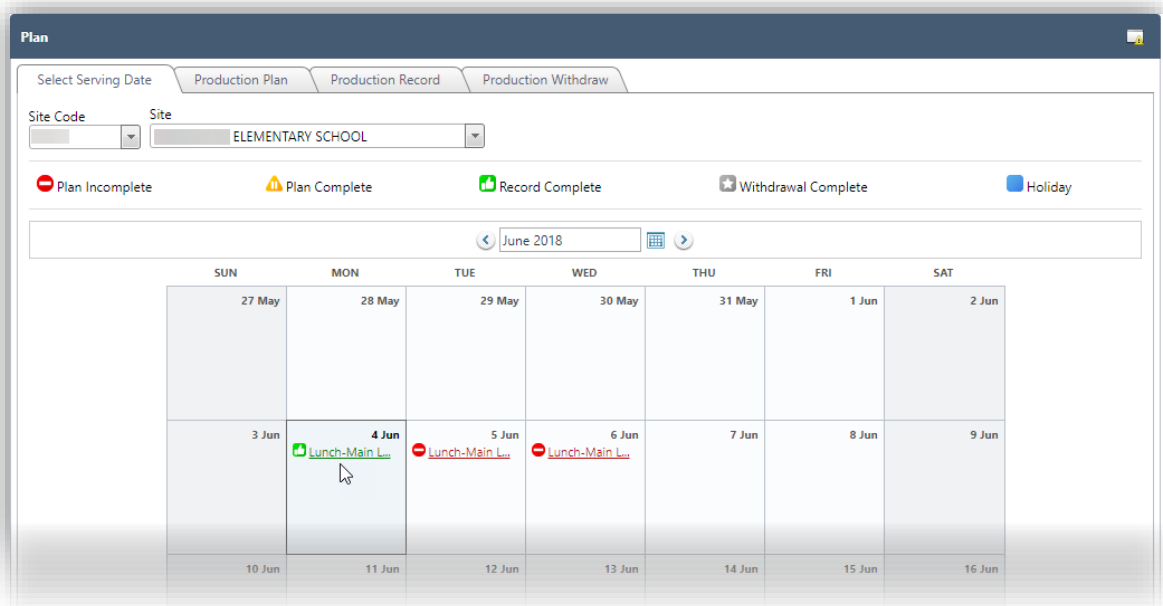 Plan
Select Serving Date Production Plan Production Record Production Withdraw
Site Code Site
ELEMENTARY SCHOOL
Plan Incomplete Plan Complete Record Complete Withdrawal Complete Holiday
June 2018
SUN MON TUE WED THU FRI SAT
27 May 28 May 29 May 30 May 31 May 1 Jun 2 Jun
3 Jun 4 Jun 5 Jun 6 Jun 7 Jun 8 Jun 9 Jun
Lunch-Main L... Lunch-Main L... Lunch-Main L...
10 Jun 11 Jun 12 Jun 13 Jun 14 Jun 15 Jun 16 Jun